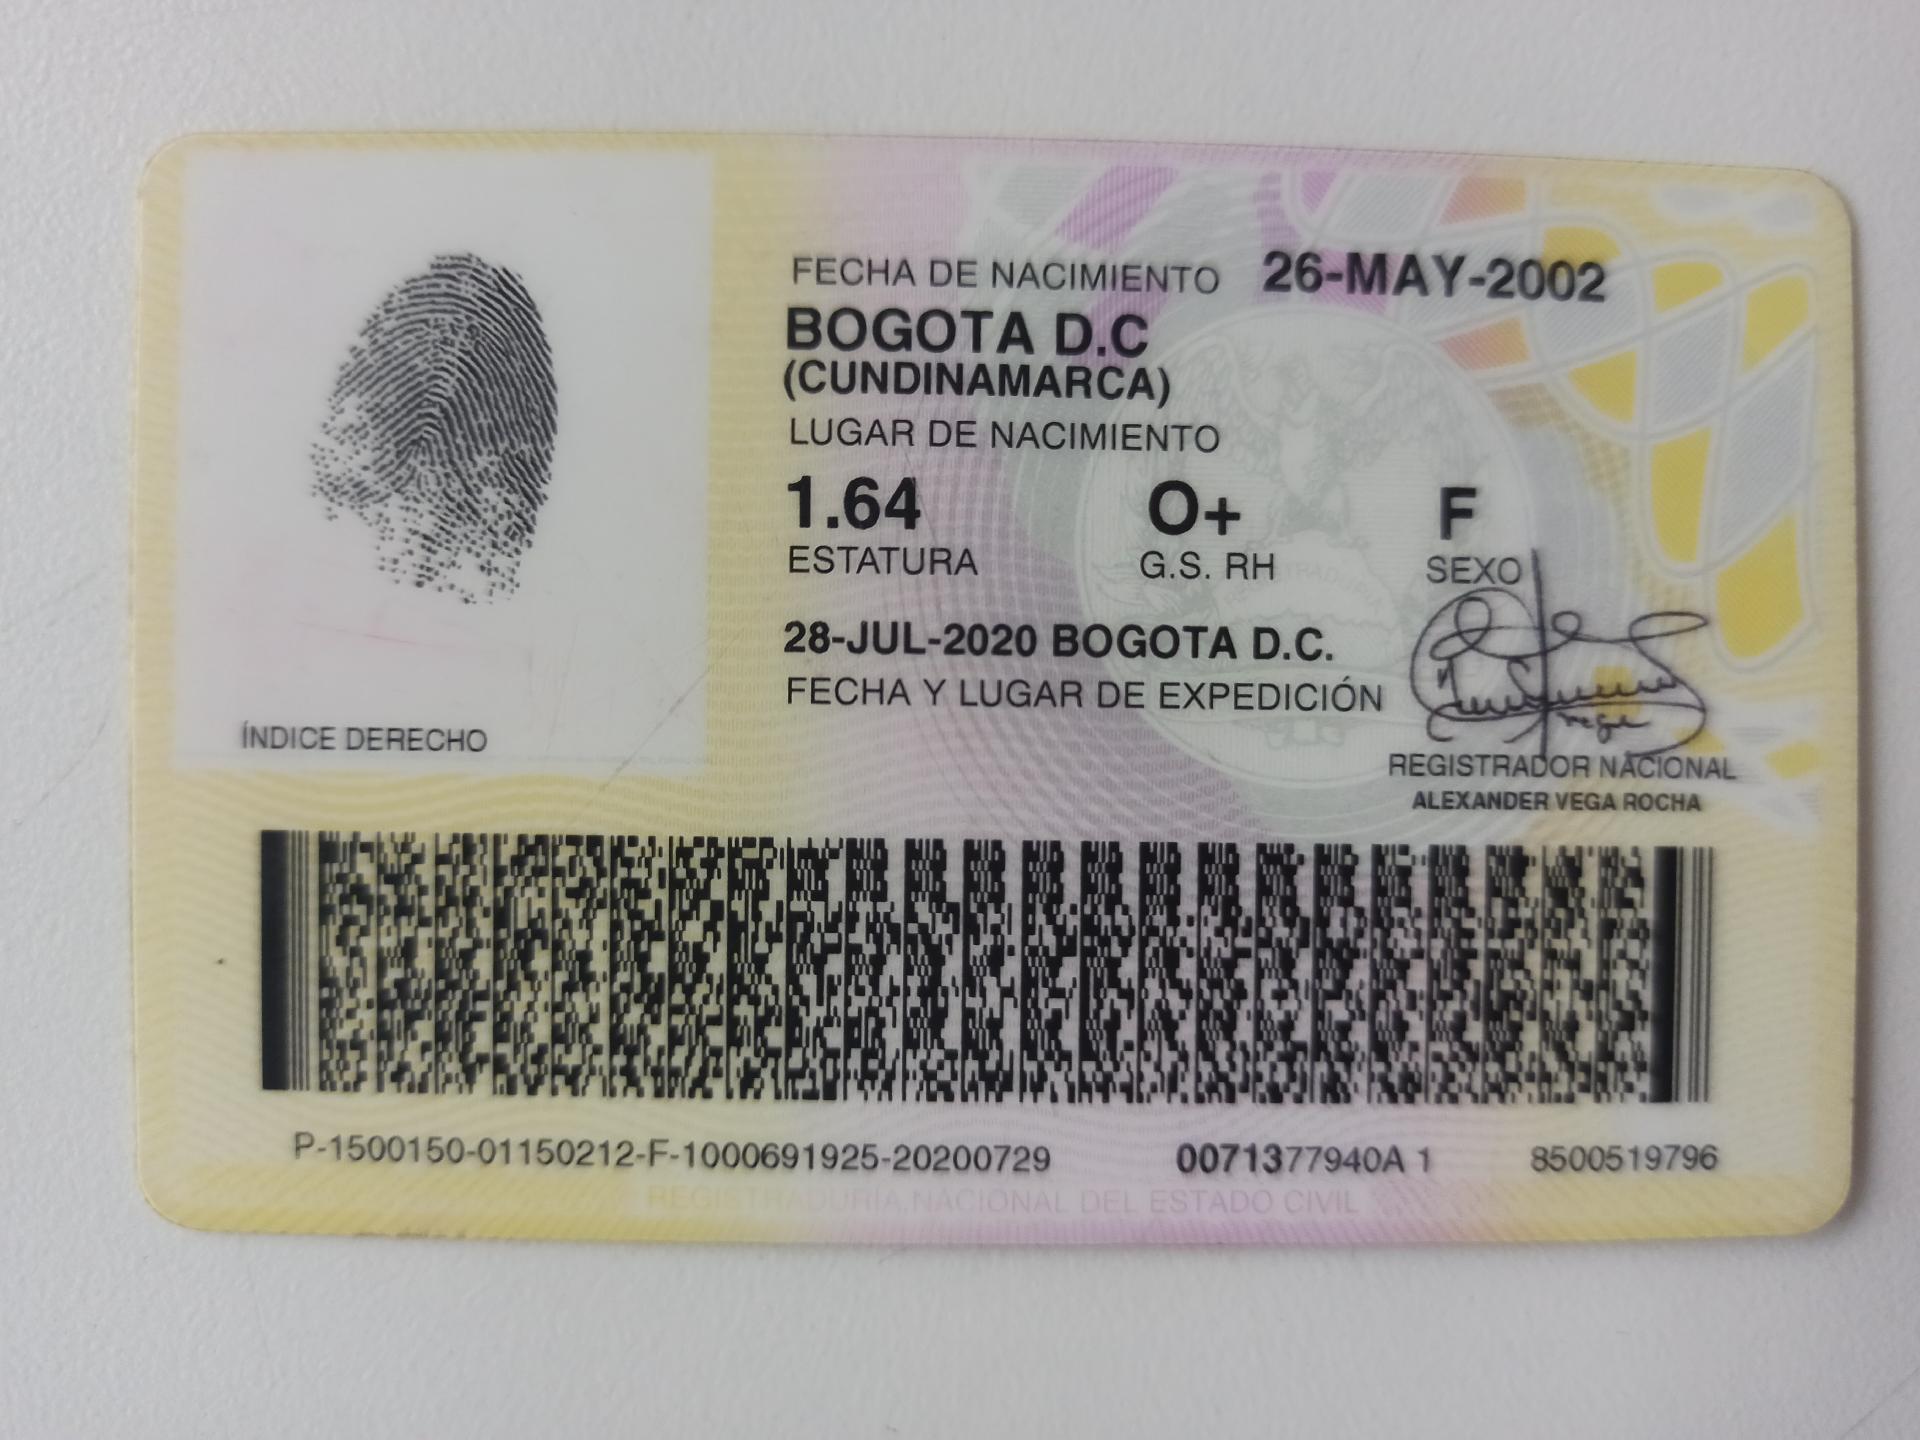 FECHA DE NACIMIENTO 26-MAY-2002
BOGOTA D.C
(CUNDINAMARCA)
LUGAR DE NACIMIENTO
1.64 O+ F
ESTATURA G.S. RH SEXO
28-JUL-2020 BOGOTA D.C.
FECHA Y LUGAR DE EXPEDICIÓN
ÍNDICE DERECHO
REGISTRADOR NACIONAL
ALEXANDER VEGA ROCHA
P-1500150-01150212-F-1000691925-20200729 0071377940A 1 8500519796
REGISTRADURÍA NACIONAL DEL ESTADO CIVIL